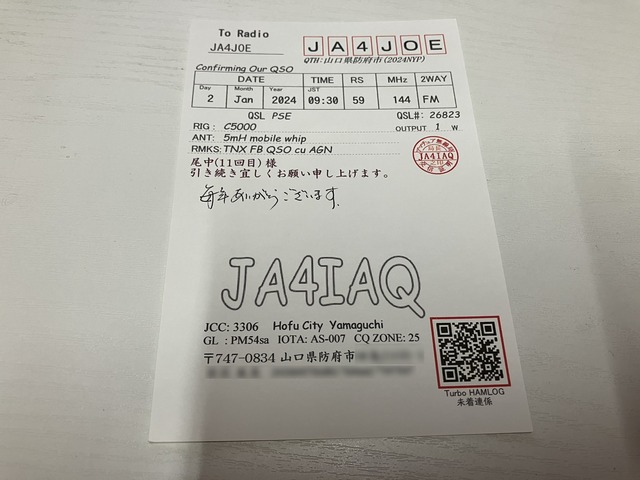 To Radio
JA4JOE
JA4JOE
QTH:山口県防府市(2024NYP)
Confirming Our QSO
DATE TIME RS MHz 2WAY
Day Month Year JST
2 Jan 2024 09:30 59 144 FM
QSL PSE QSL#: 26823
RIG: C5000 OUTPUT 1 W
ANT: 5mH mobile whip
RMKS: TNX FB QSO cu AGN
尾中(11回目) 様
引き続き宜しくお願い申し上げます。
JA4IAQ
毎年ありがとうございます。
JA4IAQ
JCC: 3306 Hofu City Yamaguchi
GL : PM54sa IOTA: AS-007 CQ ZONE: 25
〒747-0834 山口県防府市
Turbo HAMLOG
未着連係